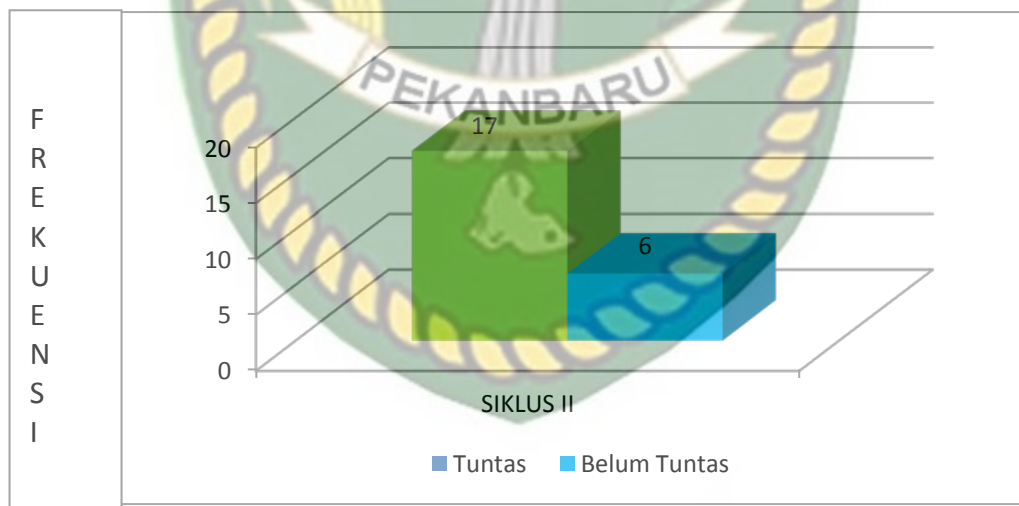 PEKANBARU
F
R
E
K
U
E
N
S
I
20
15
10
5
0
17
6
SIKLUS II
Tuntas
Belum Tuntas